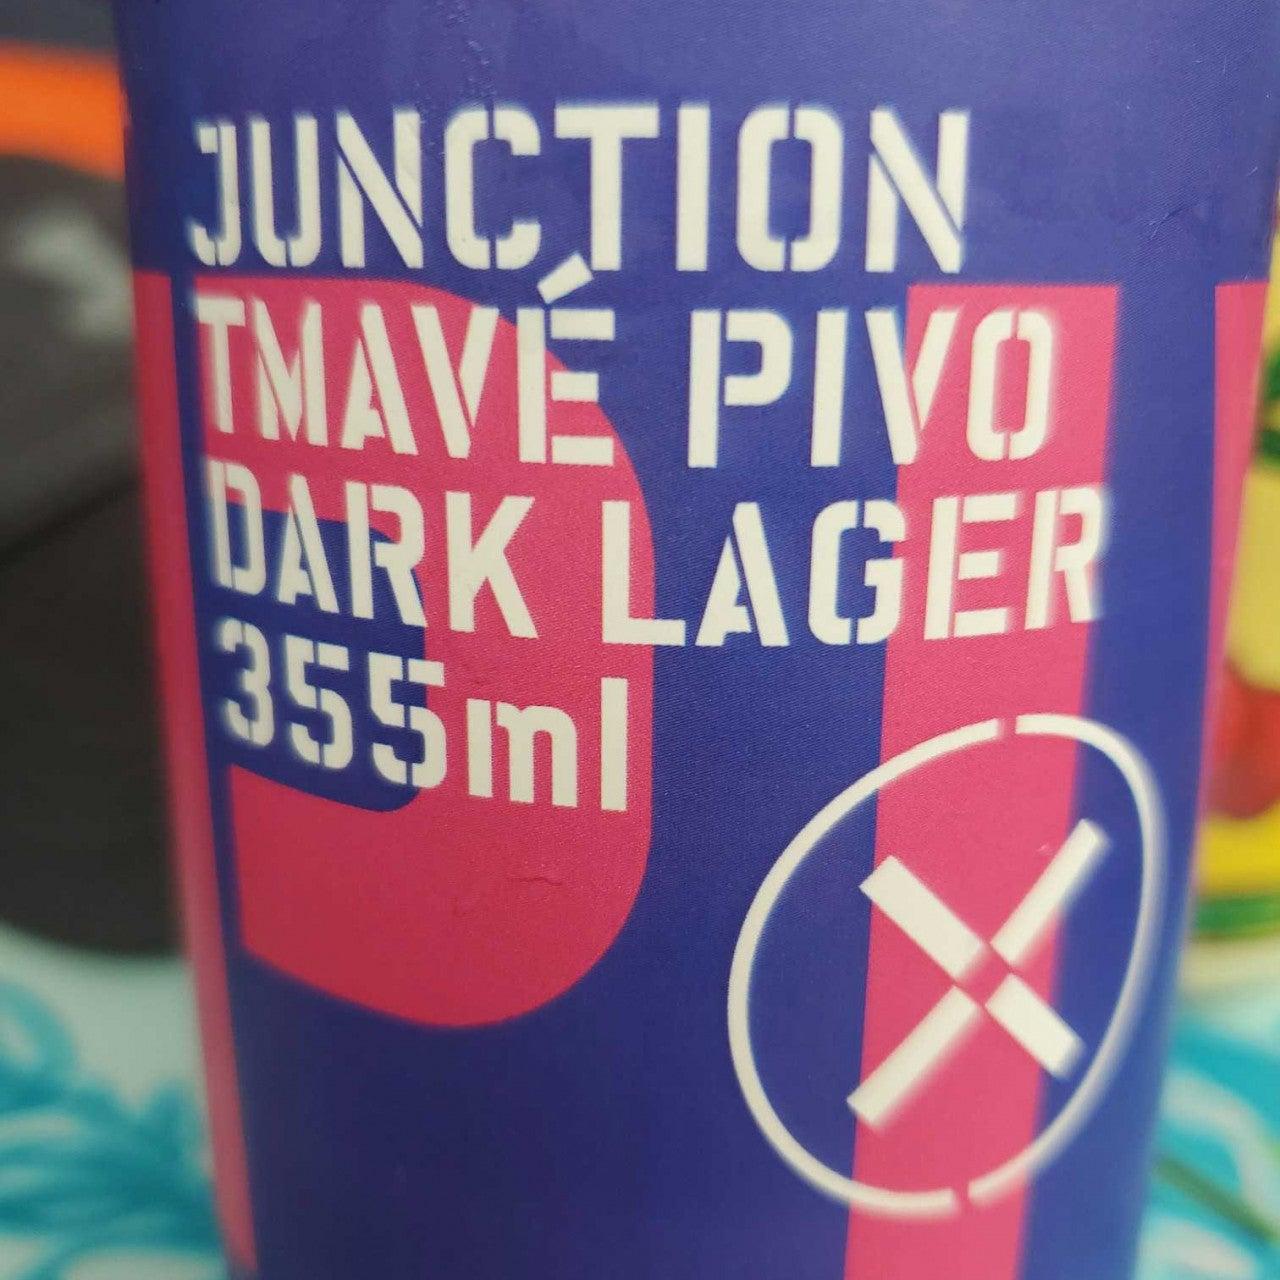 JUNCTION
TMAVÉ PIVO
DARK LAGER
355ml